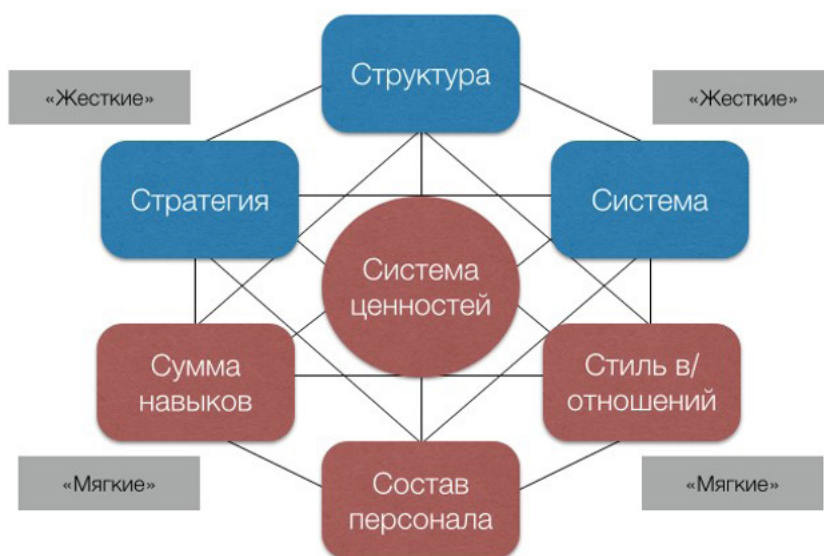 Структура
«Жесткие»
«Жесткие»
Стратегия
Система
Система
ценностей
Сумма
навыков
Стиль в/
отношений
«Мягкие»
«Мягкие»
Состав
персонала